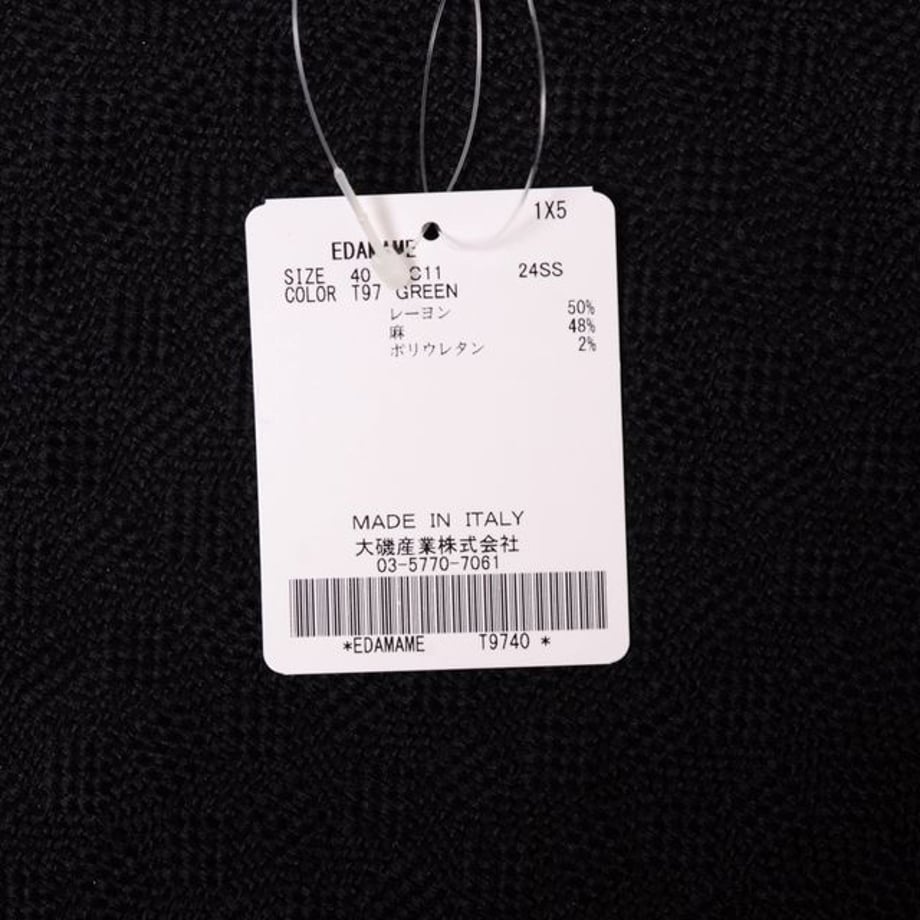 1X5
EDAMAME
SIZE 40 C11 24SS
COLOR T97 GREEN
レーヨン 50%
麻 48%
ポリウレタン 2%
MADE IN ITALY
大磯産業株式会社
03-5770-7061
*EDAMAME T9740 *